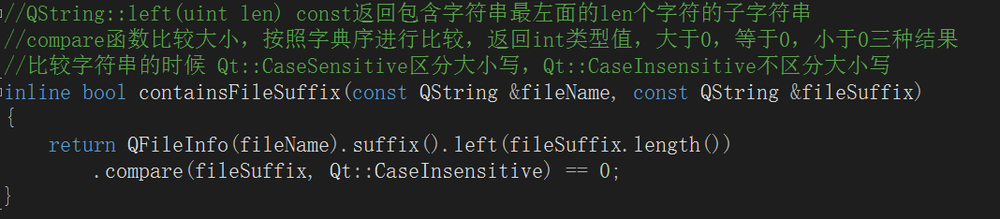 //QString::left(uint len) const返回包含字符串最左面的len个字符的子字符串
//compare函数比较大小，按照字典序进行比较，返回int类型值，大于0，等于0，小于0三种结果
//比较字符串的时候 Qt::CaseSensitive区分大小写，Qt::CaseInsensitive不区分大小写
inline bool containsFileSuffix(const QString &fileName, const QString &fileSuffix)
{
    return QFileInfo(fileName).suffix().left(fileSuffix.length())
        .compare(fileSuffix, Qt::CaseInsensitive) == 0;
}